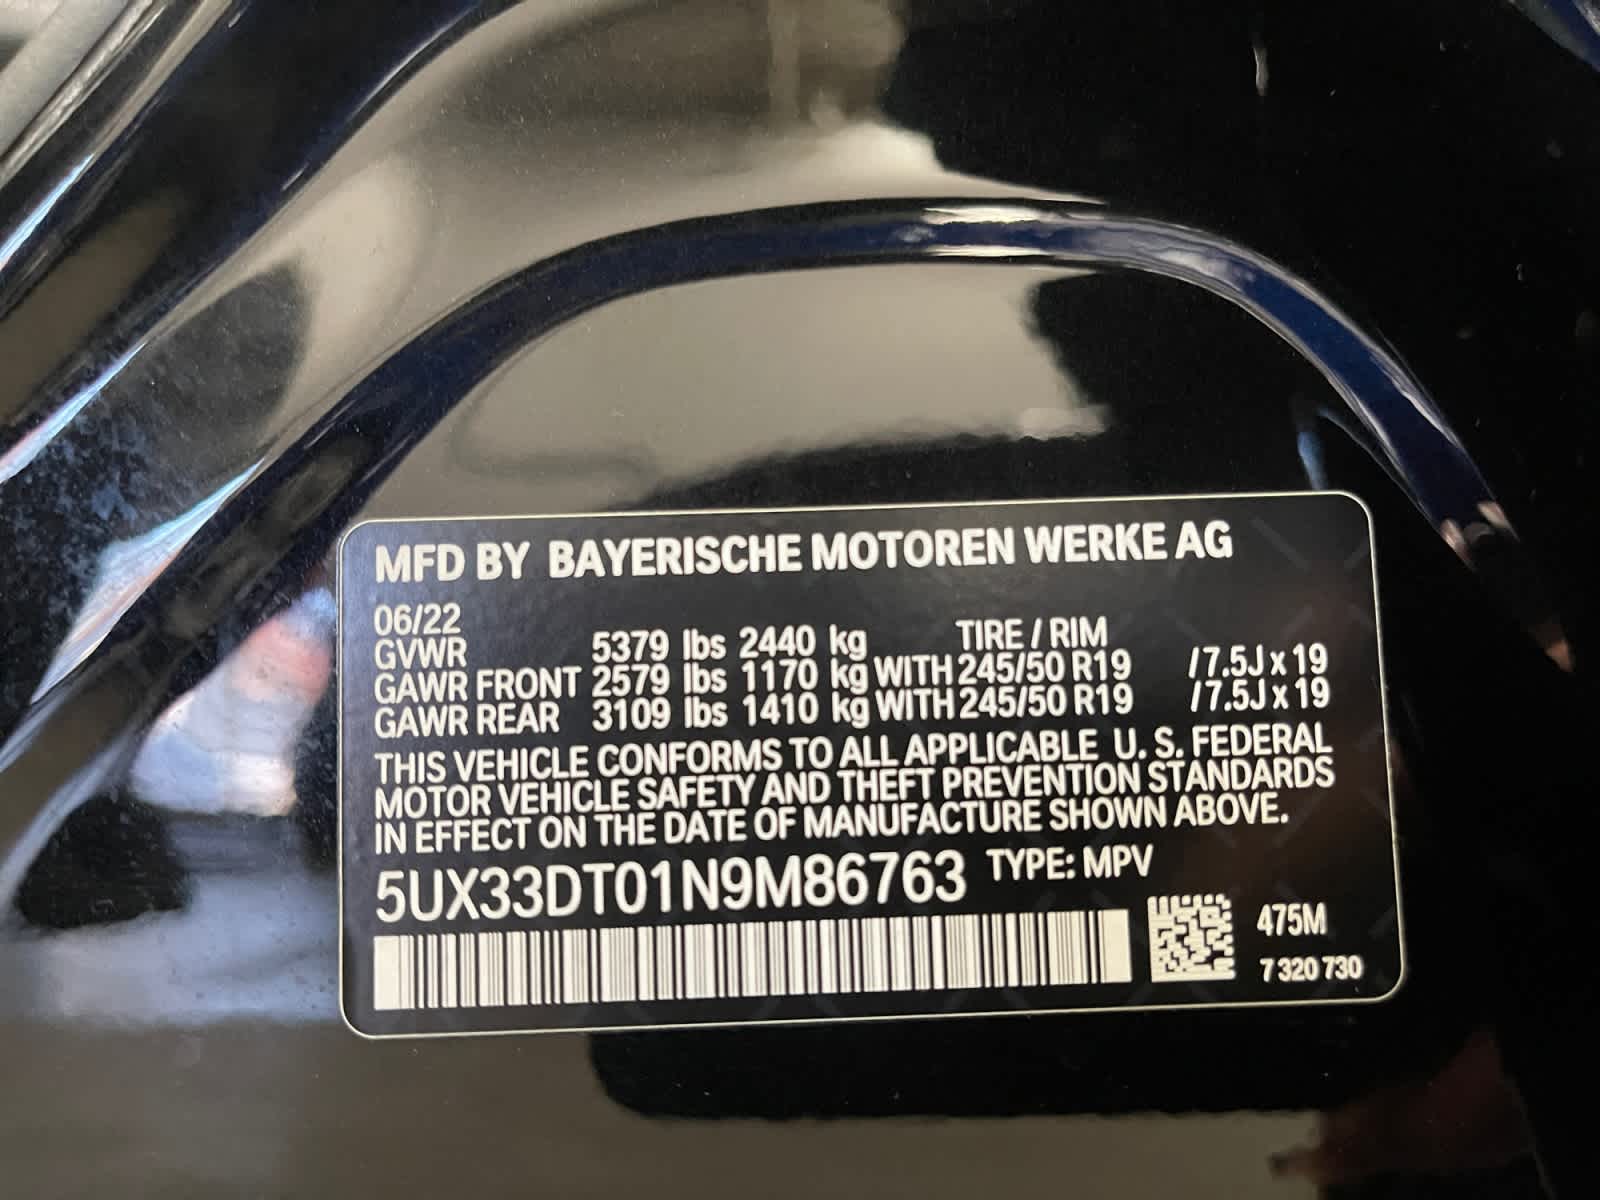 MFD BY BAYERISCHE MOTOREN WERKE AG
06/22
GVWR 5379 lbs 2440 kg TIRE / RIM
GAWR FRONT 2579 lbs 1170 kg WITH 245/50 R19 /7.5J x 19
GAWR REAR 3109 lbs 1410 kg WITH 245/50 R19 /7.5J x 19
THIS VEHICLE CONFORMS TO ALL APPLICABLE U. S. FEDERAL
MOTOR VEHICLE SAFETY AND THEFT PREVENTION STANDARDS
IN EFFECT ON THE DATE OF MANUFACTURE SHOWN ABOVE.
5UX33DT01N9M86763 TYPE: MPV
475M
7 320 730